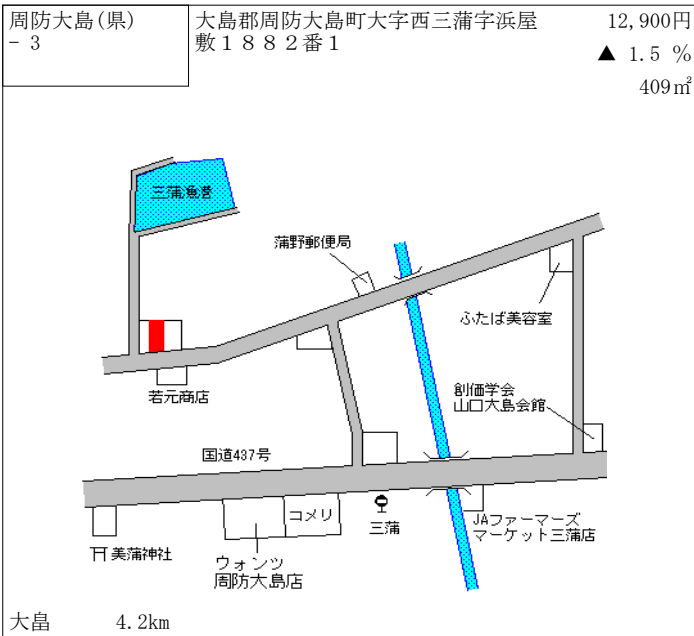 周防大島(県)
- 3
大島郡周防大島町大字西三蒲字浜屋
敷1882番1
12,900円
▲ 1.5 %
409㎡
三蒲漁港
蒲野郵便局
ふたば美容室
若元商店
創価学会
山口大島会館
国道437号
コメリ
三蒲
JAファーマーズ
マーケット三蒲店
美蒲神社
ウォンツ
周防大島店
大畠 4.2km